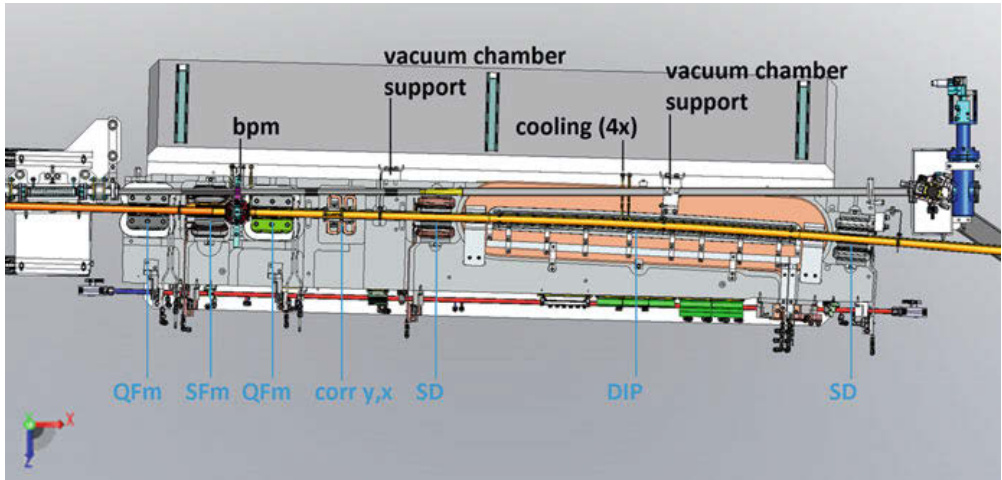 vacuum chamber
support
vacuum chamber
support
bpm
cooling (4x)
QFm
SFm
QFm
corr y,x
SD
DIP
SD
X
Y
Z